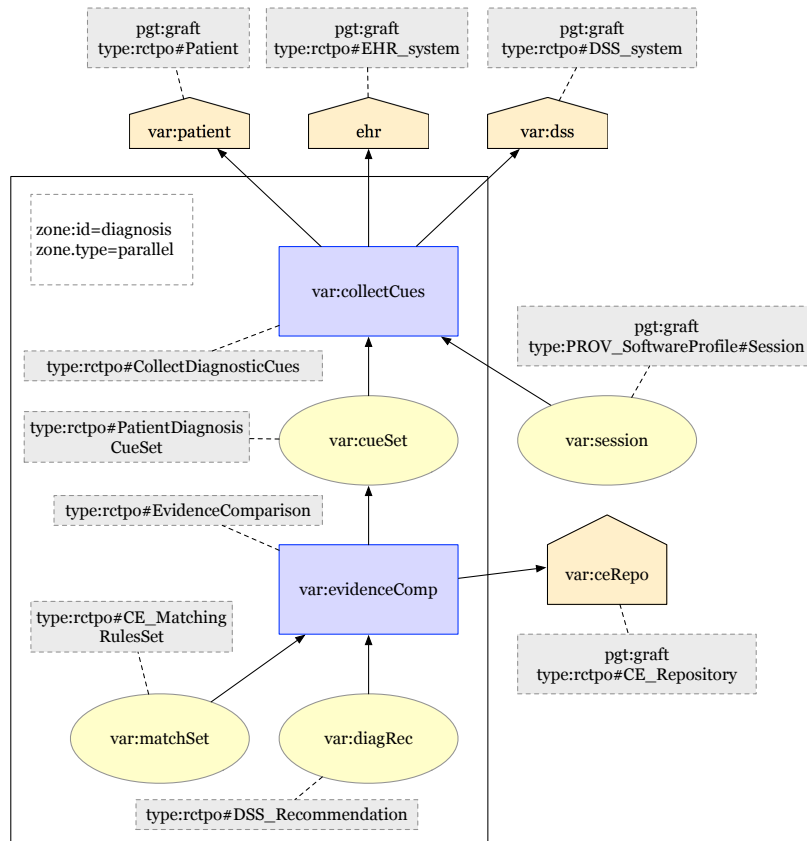 pgt:graft
type:rctpo#Patient
pgt:graft
type:rctpo#EHR_system
pgt:graft
type:rctpo#DSS_system
var:patient
ehr
var:dss
zone:id=diagnosis
zone.type=parallel
var:collectCues
pgt:graft
type:PROV_SoftwareProfile#Session
type:rctpo#CollectDiagnosticCues
type:rctpo#PatientDiagnosis
CueSet
var:cueSet
var:session
type:rctpo#EvidenceComparison
var:evidenceComp
var:ceRepo
type:rctpo#CE_Matching
RulesSet
pgt:graft
type:rctpo#CE_Repository
var:matchSet
var:diagRec
type:rctpo#DSS_Recommendation